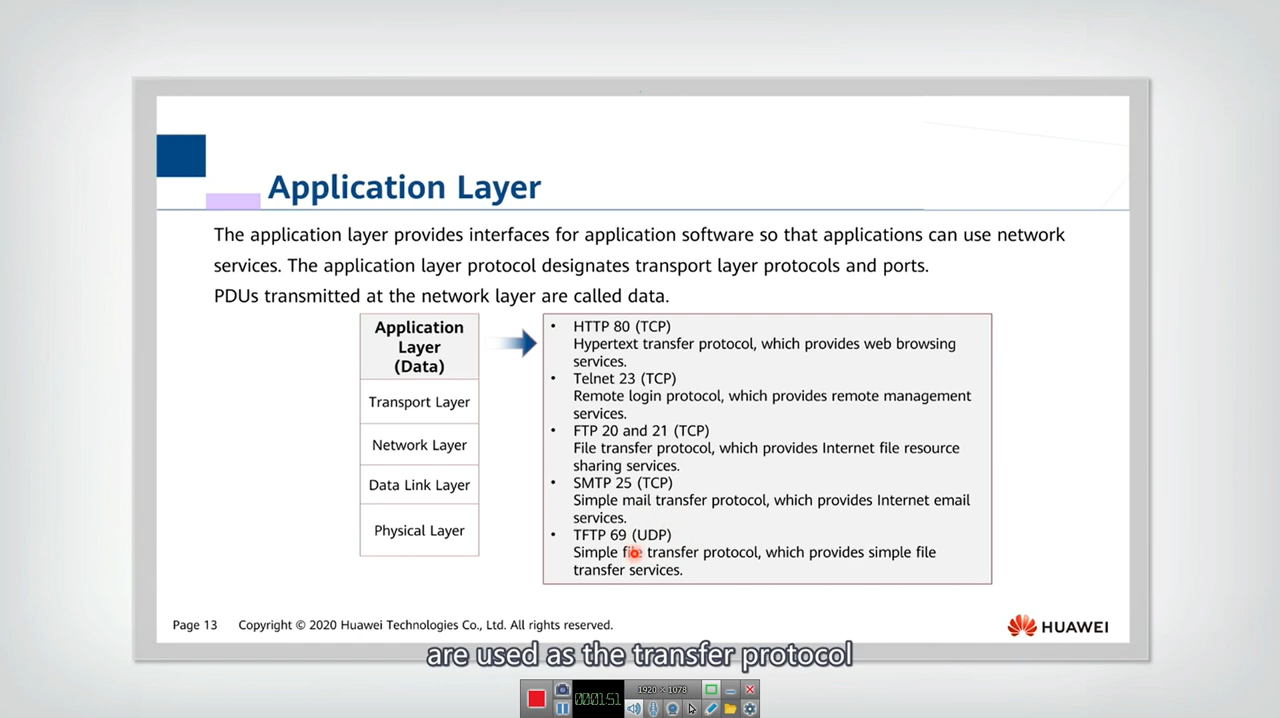 Application Layer
The application layer provides interfaces for application software so that applications can use network
services. The application layer protocol designates transport layer protocols and ports.
PDUs transmitted at the network layer are called data.
Application
Layer
(Data)
Transport Layer
Network Layer
Data Link Layer
Physical Layer
• HTTP 80 (TCP)
Hypertext transfer protocol, which provides web browsing
services.
• Telnet 23 (TCP)
Remote login protocol, which provides remote management
services.
• FTP 20 and 21 (TCP)
File transfer protocol, which provides Internet file resource
sharing services.
• SMTP 25 (TCP)
Simple mail transfer protocol, which provides Internet email
services.
• TFTP 69 (UDP)
Simple file transfer protocol, which provides simple file
transfer services.
Page 13 Copyright © 2020 Huawei Technologies Co., Ltd. All rights reserved.
HUAWEI
are used as the transfer protocol
1920 × 1078